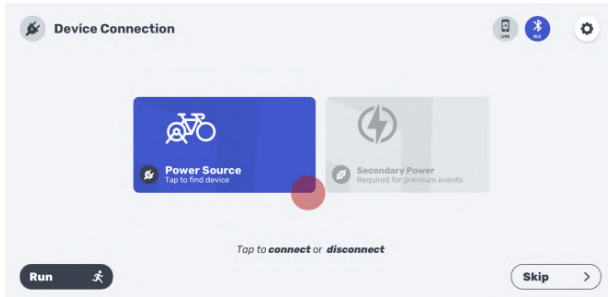 Device Connection
LINK
BLE
Power Source
Tap to find device
Secondary Power
Required for premium events
Tap to connect or disconnect
Run
Skip